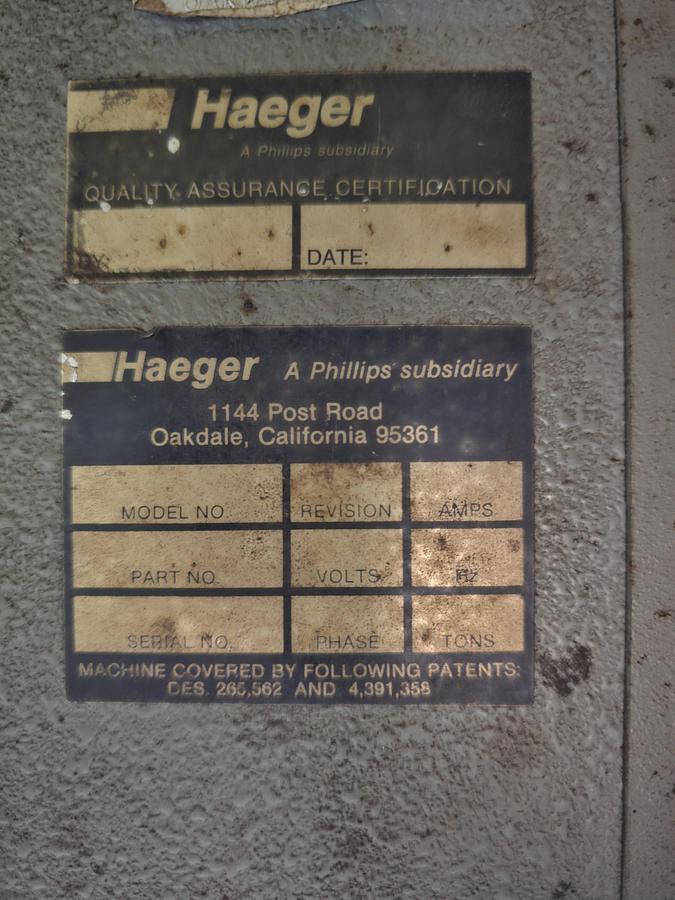 Haeger
A Phillips subsidiary
QUALITY ASSURANCE CERTIFICATION
BY: DATE:
Haeger A Phillips subsidiary
1144 Post Road
Oakdale, California 95361
MODEL NO. REVISION AMPS
PART NO. VOLTS Hz
SERIAL NO. PHASE TONS
MACHINE COVERED BY FOLLOWING PATENTS:
DES. 265,562 AND 4,391,358